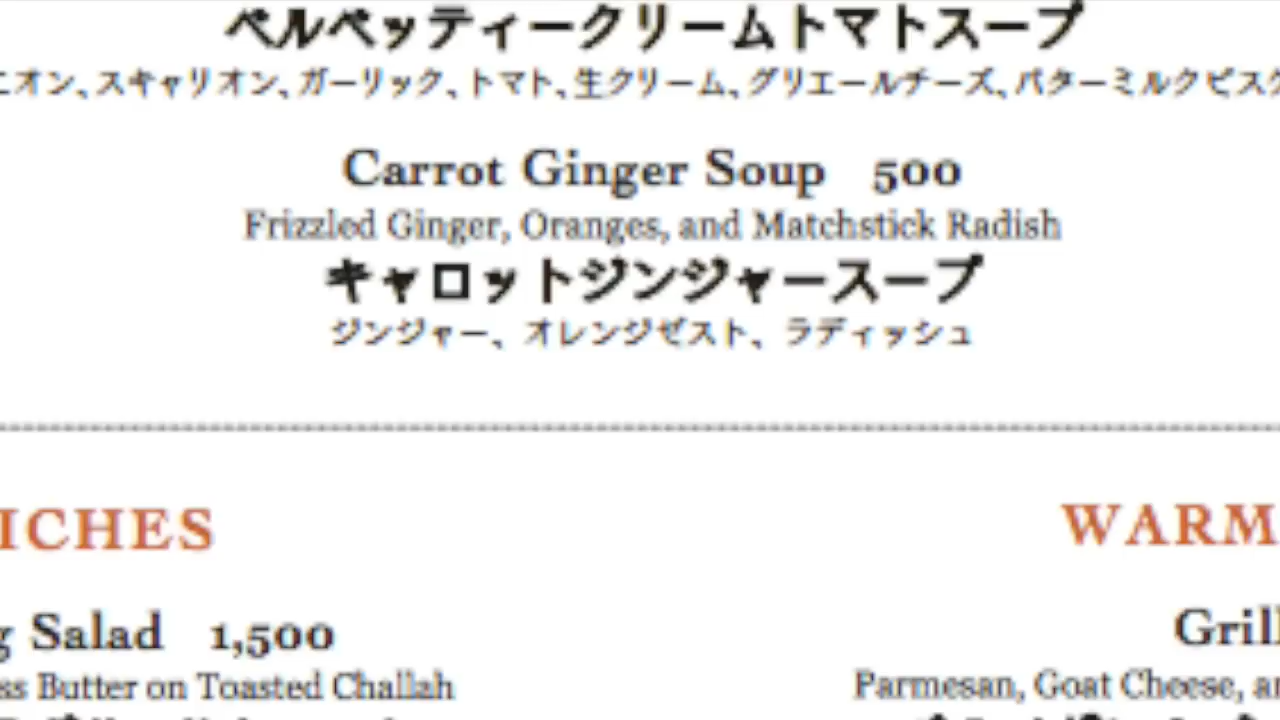 ベルベッティークリームトマトスープ
オン、スキャリオン、ガーリック、トマト、生クリーム、グリエールチーズ、バターミルクビスケ
Carrot Ginger Soup 500
Frizzled Ginger, Oranges, and Matchstick Radish
キャロットジンジャースープ
ジンジャー、オレンジゼスト、ラディッシュ
ICHES
WARM
g Salad 1,500
Grill
ss Butter on Toasted Challah
Parmesan, Goat Cheese, an